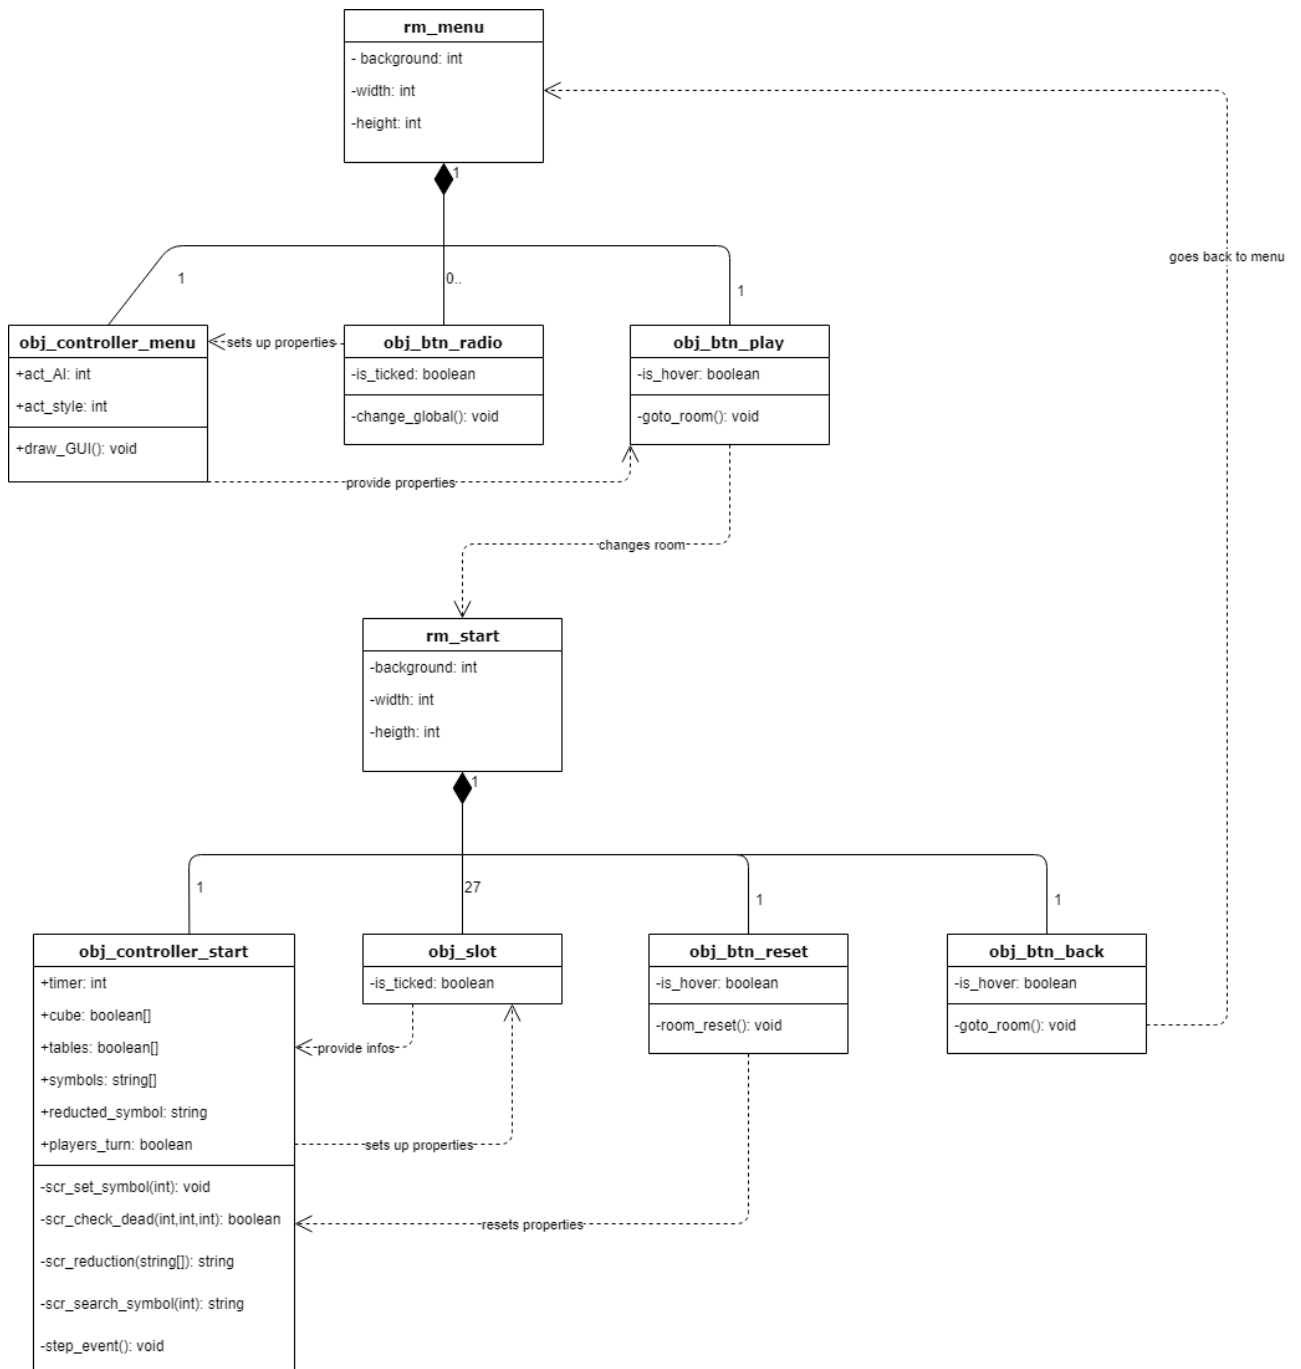 rm_menu
- background: int
-width: int
-height: int
1
goes back to menu
1
0..
1
obj_controller_menu
+act_AI: int
+act_style: int
+draw_GUI(): void
sets up properties
obj_btn_radio
-is_ticked: boolean
-change_global(): void
obj_btn_play
-is_hover: boolean
-goto_room(): void
provide properties
changes room
rm_start
-background: int
-width: int
-heigth: int
1
1
27
1
1
obj_controller_start
+timer: int
+cube: boolean[]
+tables: boolean[]
+symbols: string[]
+reducted_symbol: string
+players_turn: boolean
-scr_set_symbol(int): void
-scr_check_dead(int,int,int): boolean
-scr_reduction(string[]): string
-scr_search_symbol(int): string
-step_event(): void
obj_slot
-is_ticked: boolean
provide infos
sets up properties
obj_btn_reset
-is_hover: boolean
-room_reset(): void
resets properties
obj_btn_back
-is_hover: boolean
-goto_room(): void